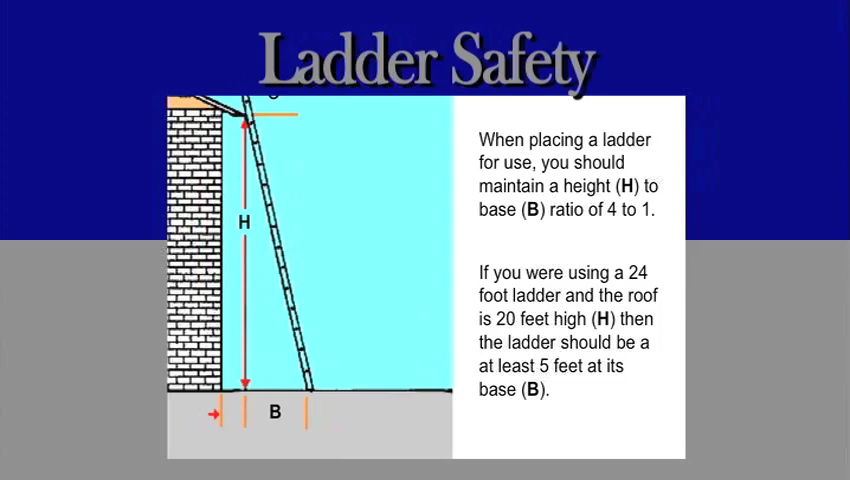 Ladder Safety
When placing a ladder
for use, you should
maintain a height (H) to
base (B) ratio of 4 to 1.
If you were using a 24
foot ladder and the roof
is 20 feet high (H) then
the ladder should be a
at least 5 feet at its
base (B).
H
B